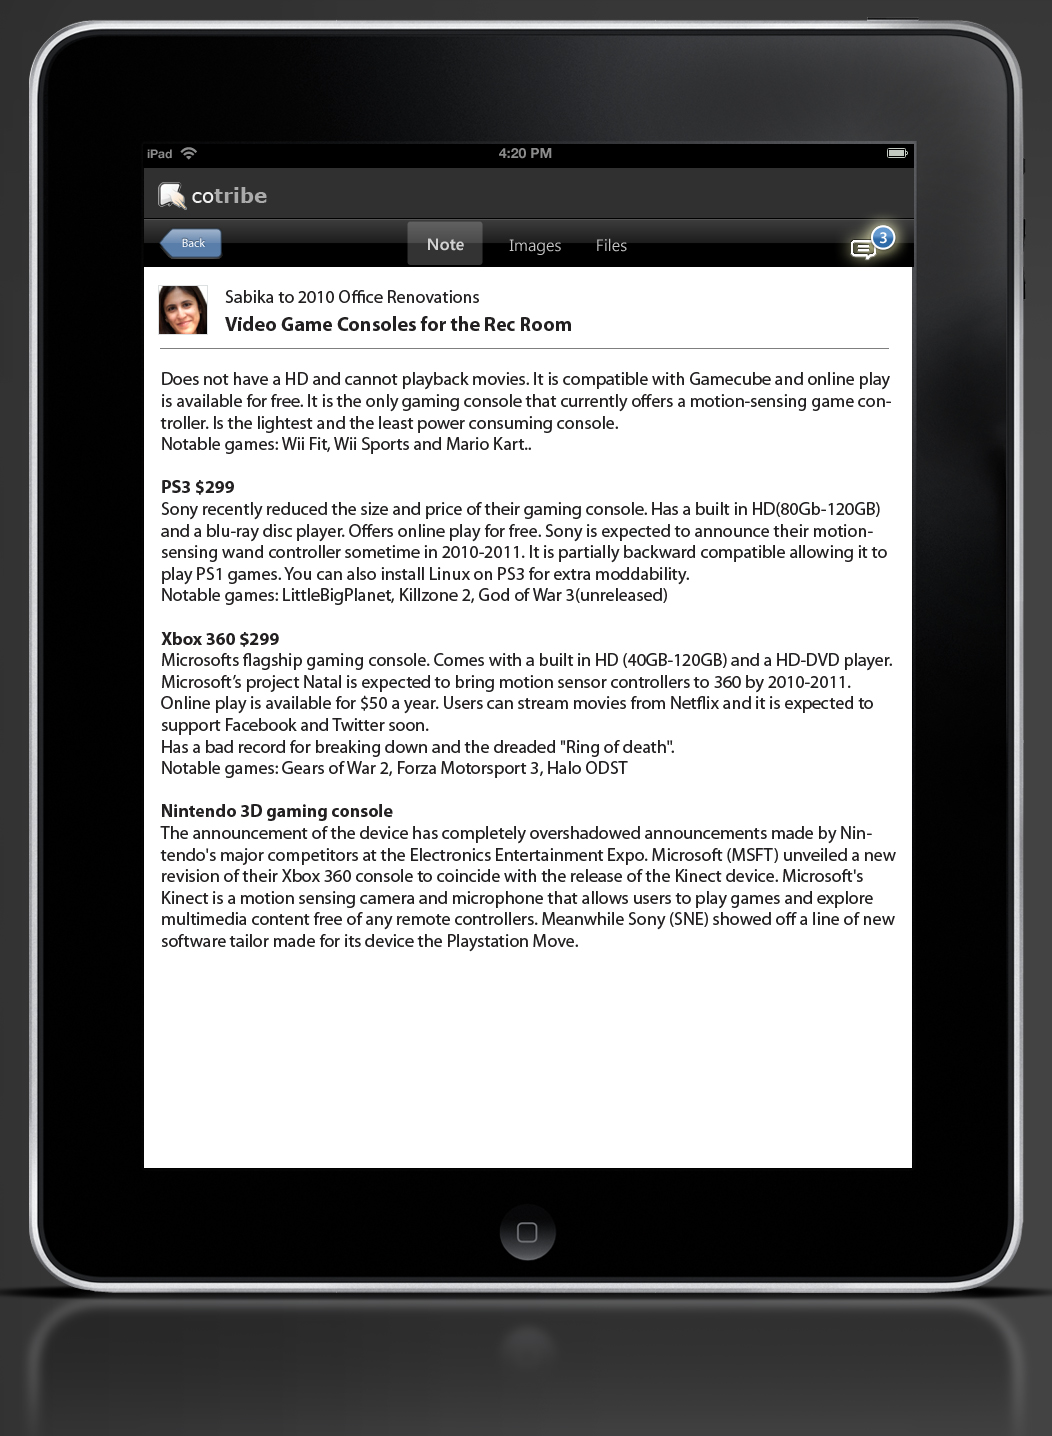 iPad
4:20 PM
cotribe
Back
Note
Images
Files
3
Sabika to 2010 Office Renovations
Video Game Consoles for the Rec Room
Does not have a HD and cannot playback movies. It is compatible with Gamecube and online play
is available for free. It is the only gaming console that currently offers a motion-sensing game con-
troller. Is the lightest and the least power consuming console.
Notable games: Wii Fit, Wii Sports and Mario Kart..
PS3 $299
Sony recently reduced the size and price of their gaming console. Has a built in HD(80Gb-120GB)
and a blu-ray disc player. Offers online play for free. Sony is expected to announce their motion-
sensing wand controller sometime in 2010-2011. It is partially backward compatible allowing it to
play PS1 games. You can also install Linux on PS3 for extra moddability.
Notable games: LittleBigPlanet, Killzone 2, God of War 3(unreleased)
Xbox 360 $299
Microsofts flagship gaming console. Comes with a built in HD (40GB-120GB) and a HD-DVD player.
Microsoft's project Natal is expected to bring motion sensor controllers to 360 by 2010-2011.
Online play is available for $50 a year. Users can stream movies from Netflix and it is expected to
support Facebook and Twitter soon.
Has a bad record for breaking down and the dreaded "Ring of death".
Notable games: Gears of War 2, Forza Motorsport 3, Halo ODST
Nintendo 3D gaming console
The announcement of the device has completely overshadowed announcements made by Nin-
tendo's major competitors at the Electronics Entertainment Expo. Microsoft (MSFT) unveiled a new
revision of their Xbox 360 console to coincide with the release of the Kinect device. Microsoft's
Kinect is a motion sensing camera and microphone that allows users to play games and explore
multimedia content free of any remote controllers. Meanwhile Sony (SNE) showed off a line of new
software tailor made for its device the Playstation Move.